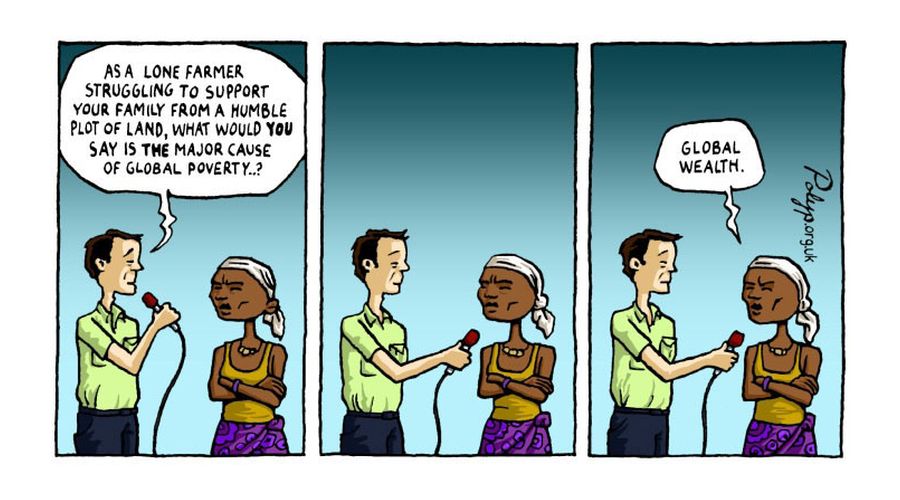 AS A LONE FARMER
STRUGGLING TO SUPPORT
YOUR FAMILY FROM A HUMBLE
PLOT OF LAND, WHAT WOULD YOU
SAY IS THE MAJOR CAUSE
OF GLOBAL POVERTY..?
GLOBAL
WEALTH.
Polyp.org.uk